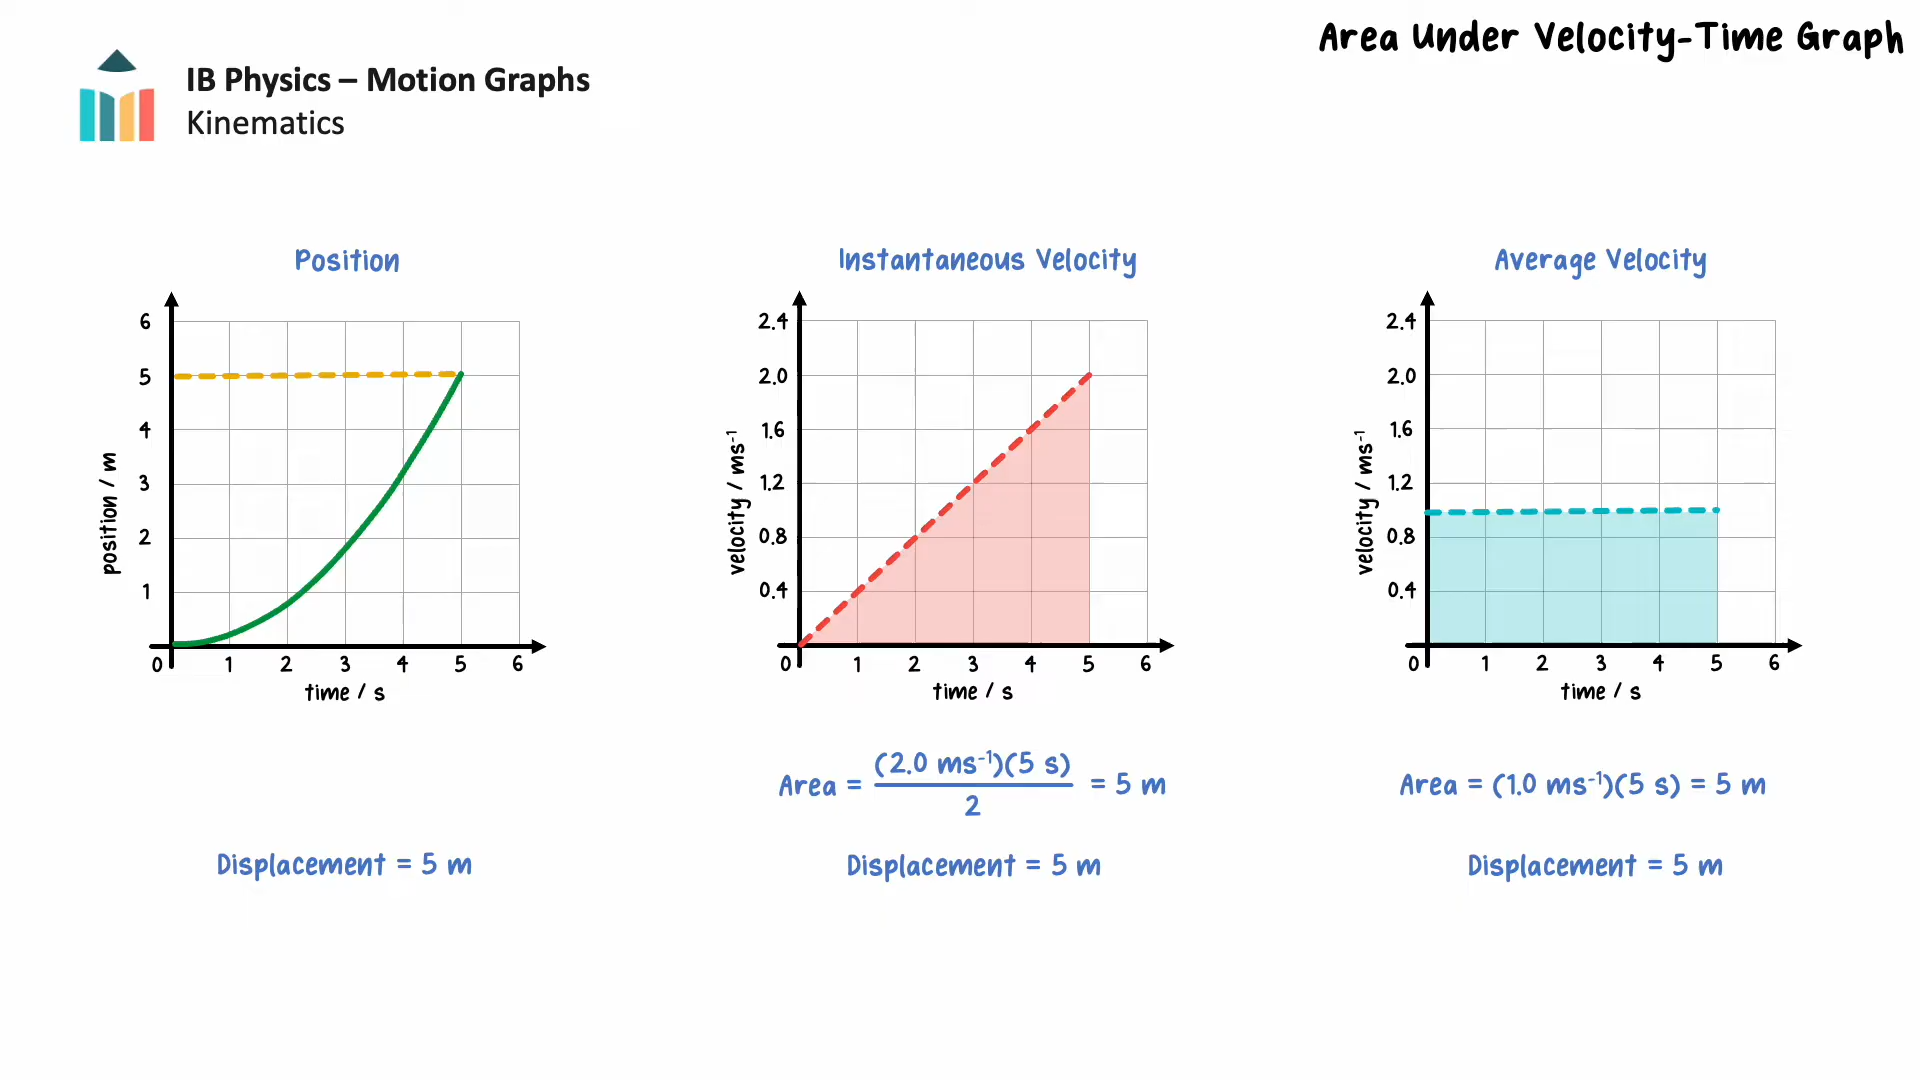 Area Under Velocity-Time Graph
IB Physics – Motion Graphs
Kinematics
Position
6
5
4
3
2
1
0 1 2 3 4 5 6
position / m
time / s
Displacement = 5 m
Instantaneous Velocity
2.4
2.0
1.6
1.2
0.8
0.4
0 1 2 3 4 5 6
velocity / ms⁻¹
time / s
Area = (2.0 ms⁻¹)(5 s) / 2 = 5 m
Displacement = 5 m
Average Velocity
2.4
2.0
1.6
1.2
0.8
0.4
0 1 2 3 4 5 6
velocity / ms⁻¹
time / s
Area = (1.0 ms⁻¹)(5 s) = 5 m
Displacement = 5 m